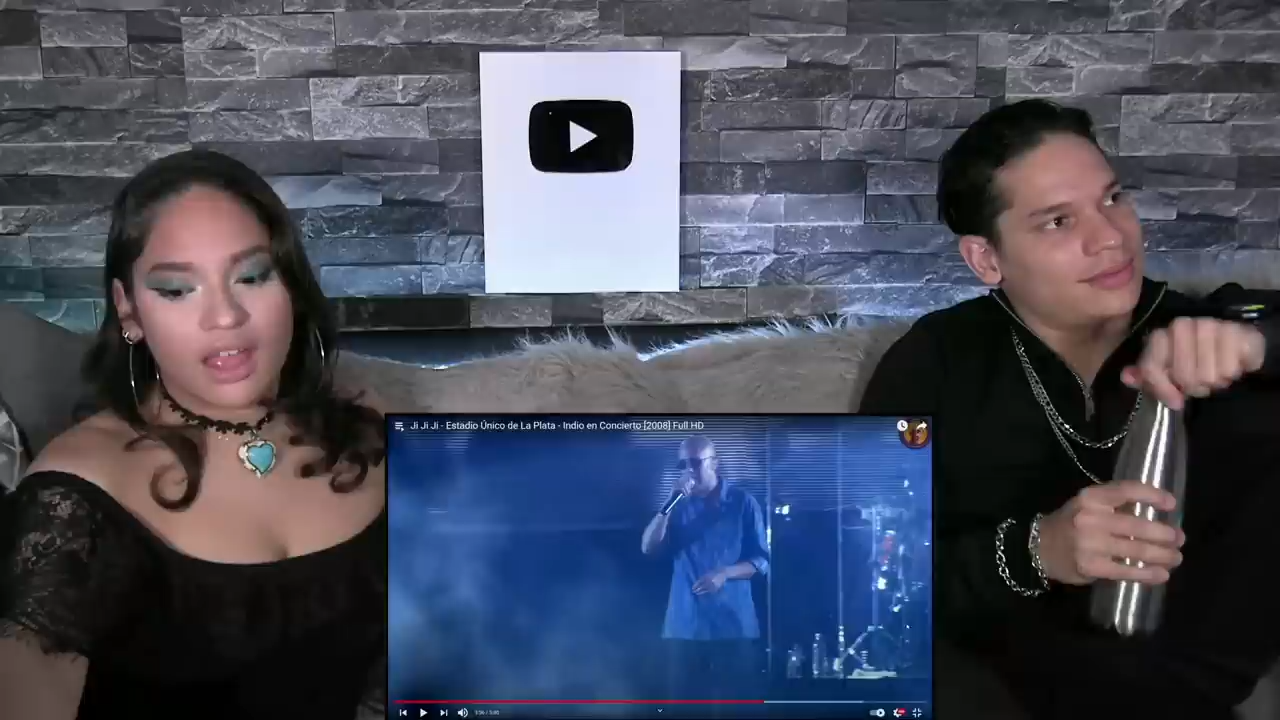 Ji Ji Ji - Estadio Único de La Plata - Indio en Concierto [2008] Full HD